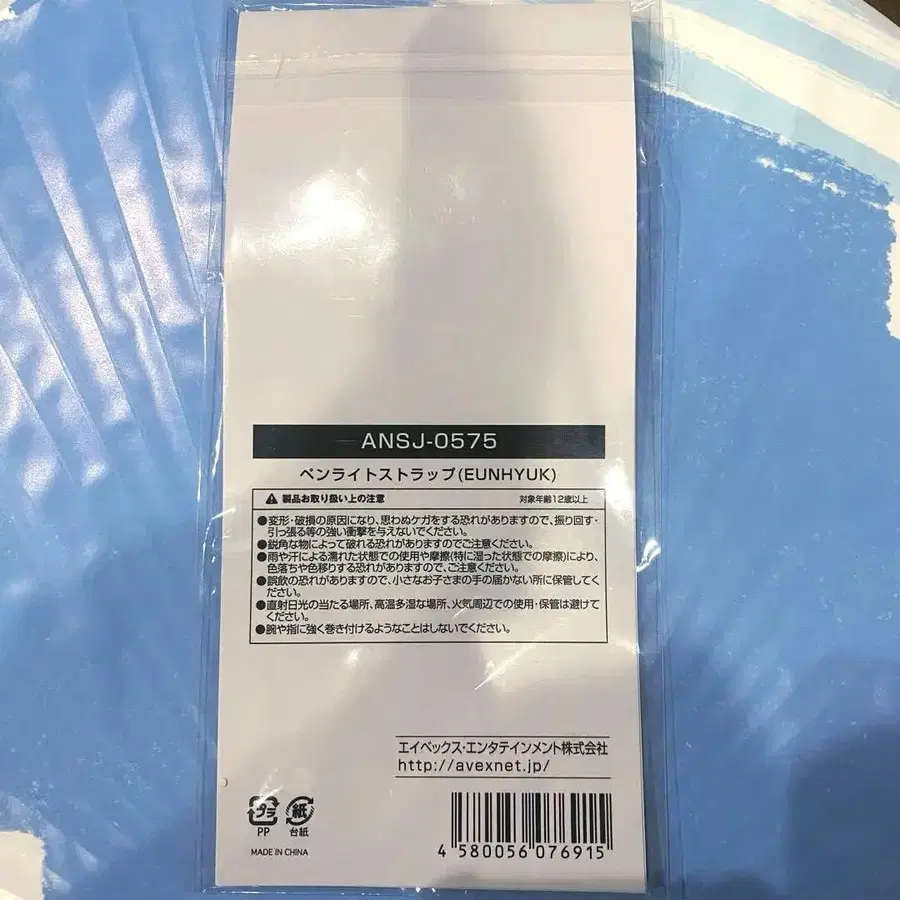 ANSJ-0575
ペンライトストラップ(EUNHYUK)
製品お取り扱い上の注意 対象年齢12歳以上
●変形・破損の原因になり、思わぬケガをする恐れがありますので、振り回す・
引っ張る等の強い衝撃を与えないでください。
●鋭角な物によって破れる恐れがありますのでご注意ください。
●雨や汗による濡れた状態での使用や摩擦(特に湿った状態での摩擦)により、
色落ちや色移りする恐れがありますので、ご注意ください。
●誤飲の恐れがありますので、小さなお子さまの手の届かない所に保管してく
ださい。
●直射日光の当たる場所、高温多湿な場所、火気周辺での使用・保管は避けて
ください。
●腕や指に強く巻き付けるようなことはしないでください。
エイベックス・エンタテインメント株式会社
http://avexnet.jp/
プラ 紙
PP 台紙
MADE IN CHINA
4 580056 076915